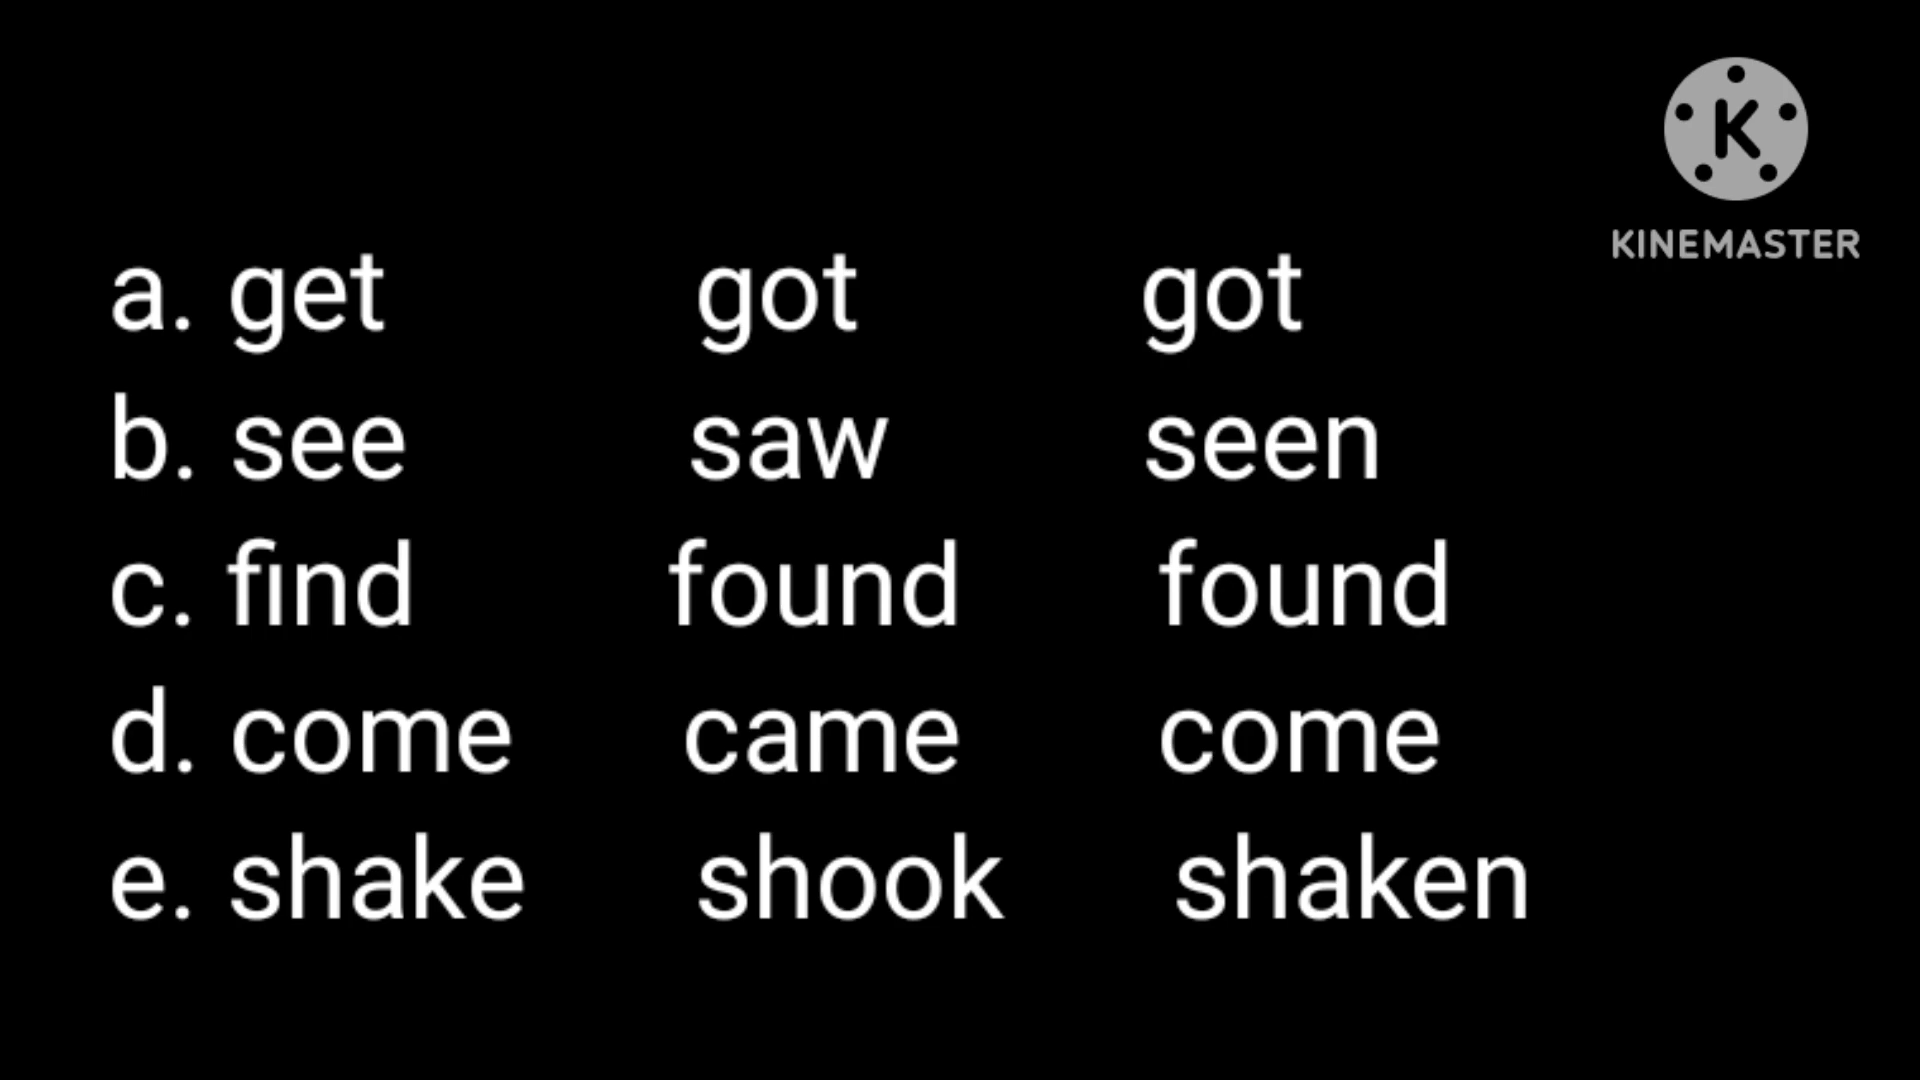 KINEMASTER
a. get got got
b. see saw seen
c. find found found
d. come came come
e. shake shook shaken